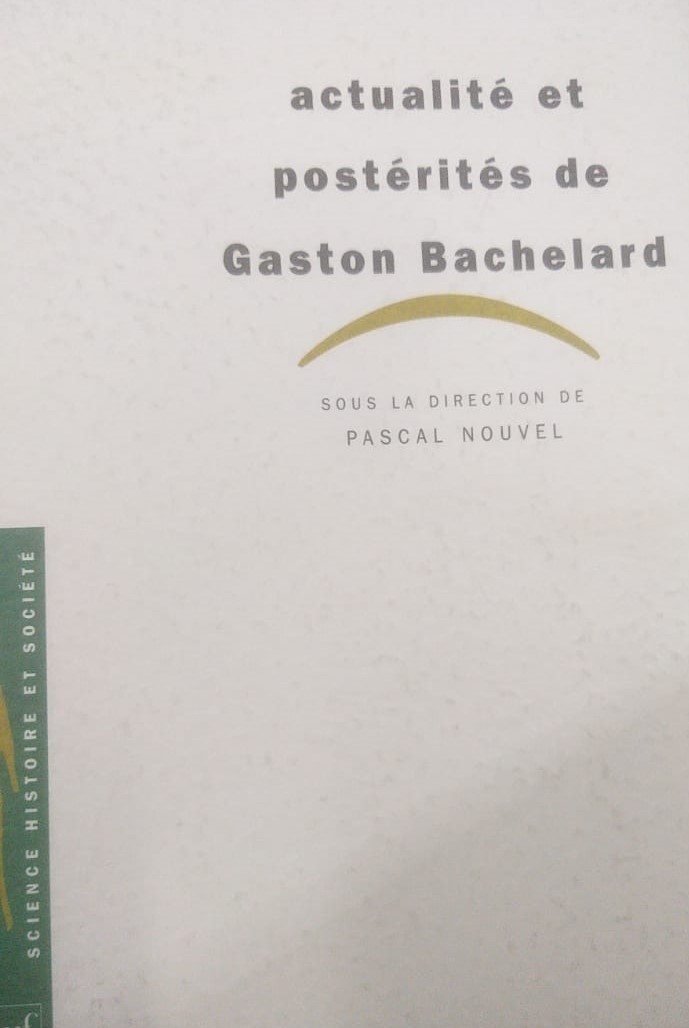 actualité et
postérités de
Gaston Bachelard
SOUS LA DIRECTION DE
PASCAL NOUVEL
SCIENCE HISTOIRE ET SOCIÉTÉ